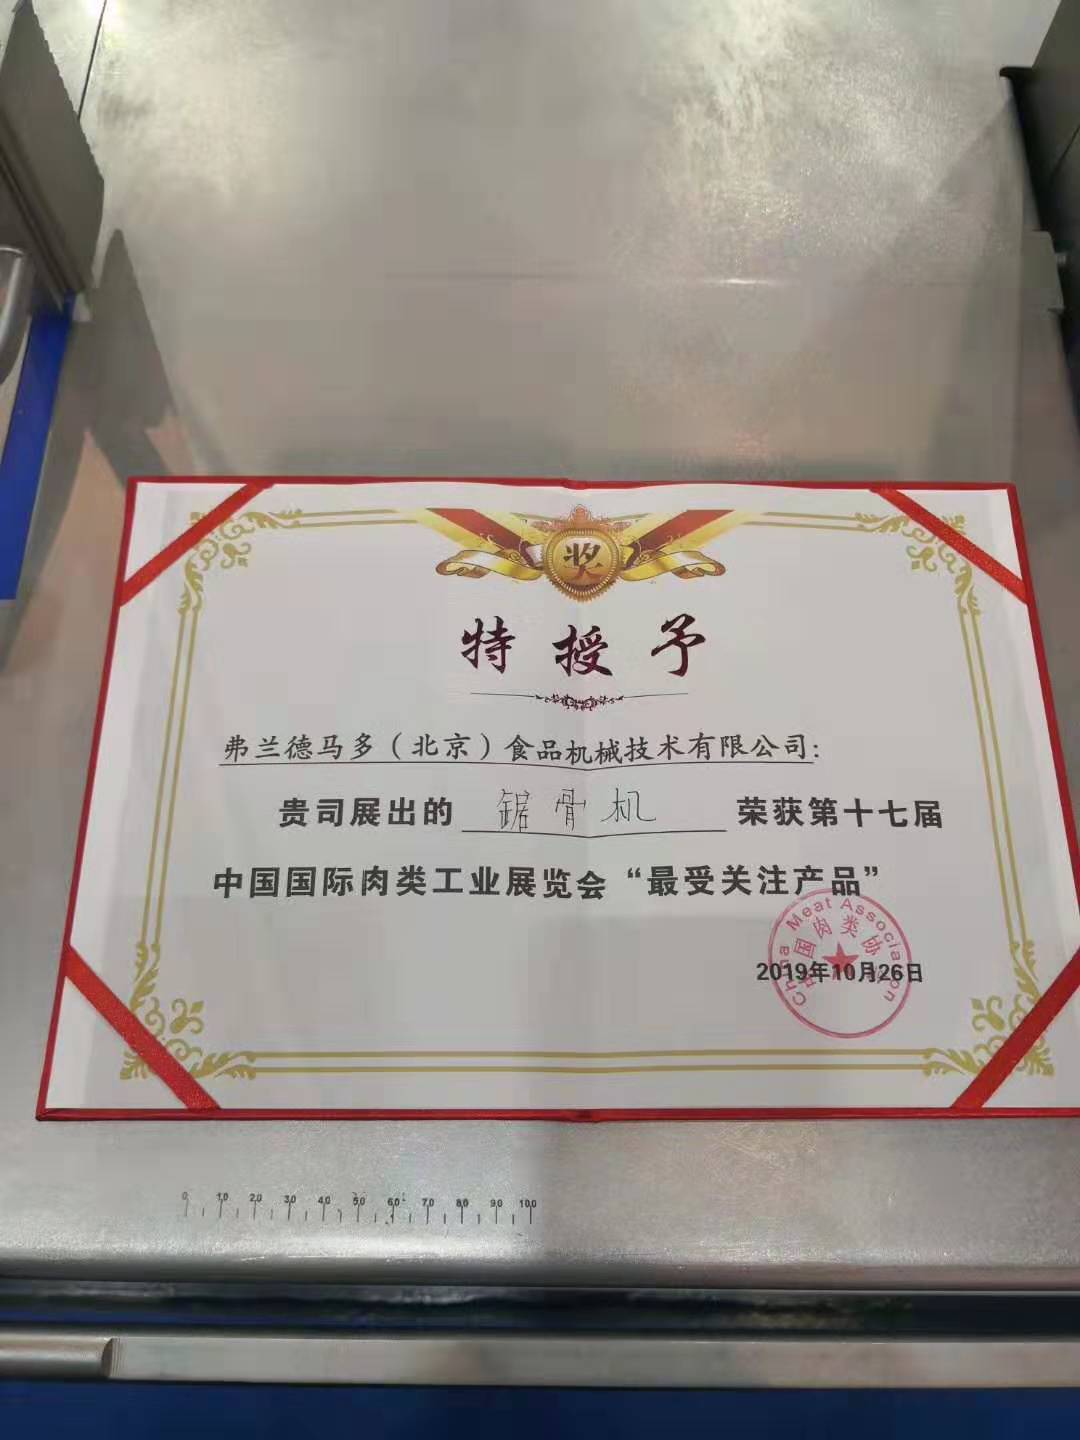 奖
特授予
弗兰德马多（北京）食品机械技术有限公司：
贵司展出的 锯骨机 荣获第十七届
中国国际肉类工业展览会“最受关注产品”
China Meat Association
中国肉类协会
2019年10月26日
0 10 20 30 40 50 60 70 80 90 100